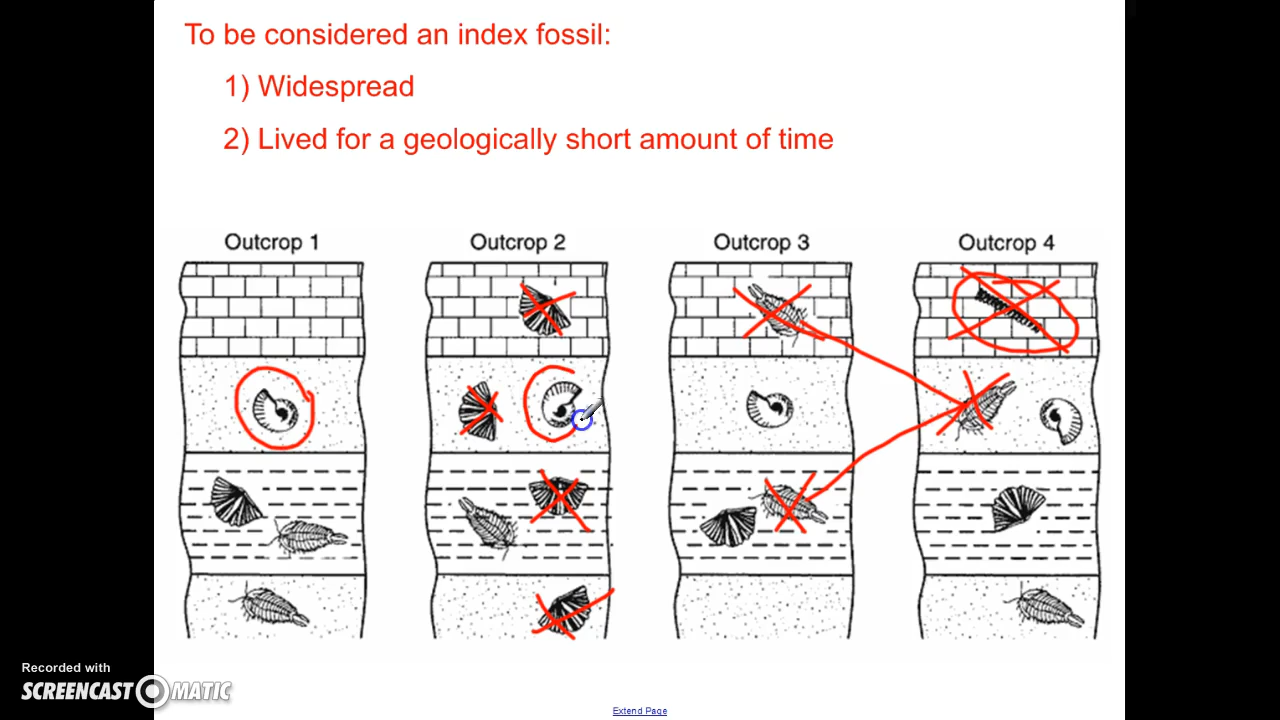 To be considered an index fossil:
1) Widespread
2) Lived for a geologically short amount of time
Outcrop 1
Outcrop 2
Outcrop 3
Outcrop 4
Recorded with
SCREENCAST MATIC
Extend Page